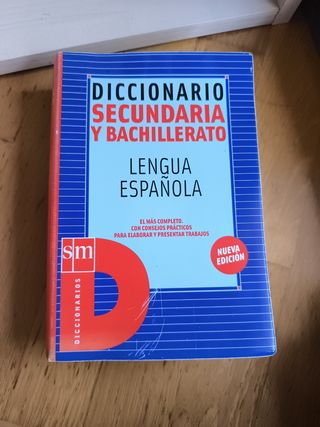 DICCIONARIO
SECUNDARIA
Y BACHILLERATO
LENGUA
ESPAÑOLA
EL MÁS COMPLETO.
CON CONSEJOS PRÁCTICOS
PARA ELABORAR Y PRESENTAR TRABAJOS
NUEVA
EDICIÓN
sm
D
DICCIONARIOS